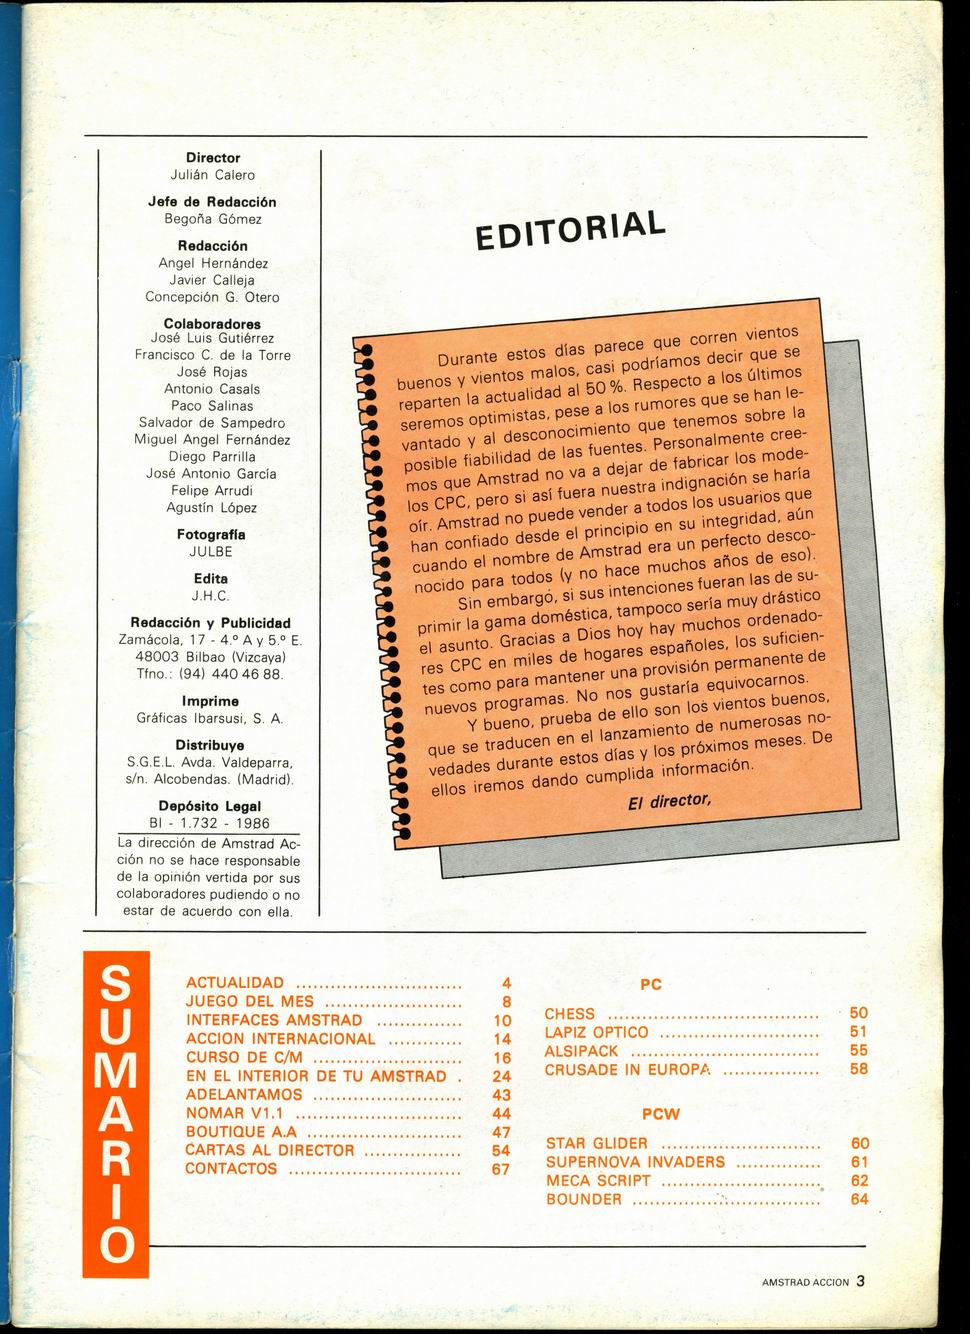 Director
Julián Calero
Jefe de Redacción
Begoña Gómez
Redacción
Angel Hernández
Javier Calleja
Concepción G. Otero
Colaboradores
José Luis Gutiérrez
Francisco C. de la Torre
José Rojas
Antonio Casals
Paco Salinas
Salvador de Sampedro
Miguel Angel Fernández
Diego Parrilla
José Antonio García
Felipe Arrudi
Agustín López
Fotografía
JULBE
Edita
J.H.C.
Redacción y Publicidad
Zamácola, 17 - 4.º A y 5.º E.
48003 Bilbao (Vizcaya)
Tfno.: (94) 440 46 88.
Imprime
Gráficas Ibarsusi, S. A.
Distribuye
S.G.E.L. Avda. Valdeparra,
s/n. Alcobendas. (Madrid).
Depósito Legal
BI - 1.732 - 1986
La dirección de Amstrad Ac-
ción no se hace responsable
de la opinión vertida por sus
colaboradores pudiendo o no
estar de acuerdo con ella.
EDITORIAL
Durante estos días parece que corren vientos
buenos y vientos malos, casi podríamos decir que se
reparten la actualidad al 50 %. Respecto a los últimos
seremos optimistas, pese a los rumores que se han le-
vantado y al desconocimiento que tenemos sobre la
posible fiabilidad de las fuentes. Personalmente cree-
mos que Amstrad no va a dejar de fabricar los mode-
los CPC, pero si así fuera nuestra indignación se haría
oír. Amstrad no puede vender a todos los usuarios que
han confiado desde el principio en su integridad, aún
cuando el nombre de Amstrad era un perfecto desco-
nocido para todos (y no hace muchos años de eso).
Sin embargo, si sus intenciones fueran las de su-
primir la gama doméstica, tampoco sería muy drástico
el asunto. Gracias a Dios hoy hay muchos ordenado-
res CPC en miles de hogares españoles, los suficien-
tes como para mantener una provisión permanente de
nuevos programas. No nos gustaría equivocarnos.
Y bueno, prueba de ello son los vientos buenos,
que se traducen en el lanzamiento de numerosas no-
vedades durante estos días y los próximos meses. De
ellos iremos dando cumplida información.
El director,
SUMARIO
ACTUALIDAD ............................ 4
JUEGO DEL MES ....................... 8
INTERFACES AMSTRAD .............. 10
ACCION INTERNACIONAL ............ 14
CURSO DE C/M ......................... 16
EN EL INTERIOR DE TU AMSTRAD . 24
ADELANTAMOS ......................... 43
NOMAR V1.1 ............................ 44
BOUTIQUE A.A .......................... 47
CARTAS AL DIRECTOR ................ 54
CONTACTOS ............................. 67
PC
CHESS .................................... 50
LAPIZ OPTICO ........................... 51
ALSIPACK ................................ 55
CRUSADE IN EUROPA ................ 58
PCW
STAR GLIDER ........................... 60
SUPERNOVA INVADERS .............. 61
MECA SCRIPT ........................... 62
BOUNDER ................................ 64
AMSTRAD ACCION 3